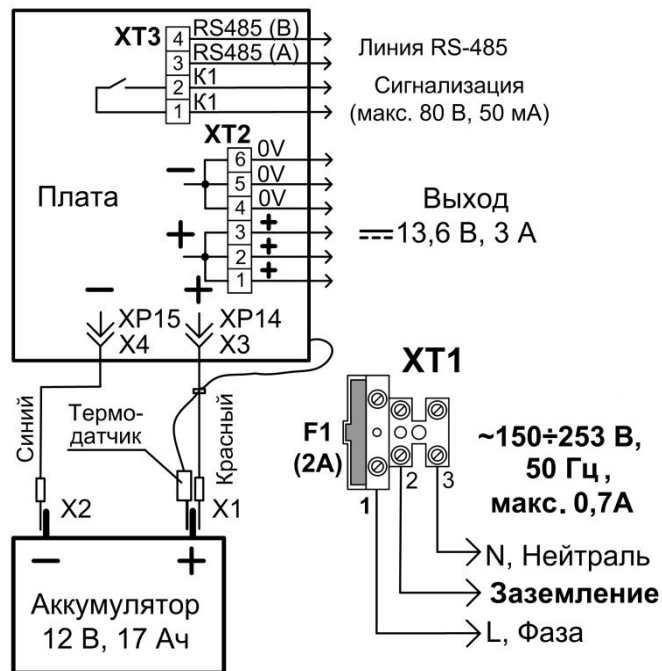 XT3
4 RS485 (B)
3 RS485 (A)
2 К1
1 К1
Линия RS-485
Сигнализация
(макс. 80 В, 50 мА)
XT2
6 0V
5 0V
4 0V
3 +
2 +
1 +
−
+
Плата
Выход
13,6 В, 3 А
− +
XP15 XP14
X4 X3
Синий
Термо-
датчик
Красный
X2 X1
− +
Аккумулятор
12 В, 17 Ач
XT1
F1
(2A)
1 2 3
~150÷253 В,
50 Гц,
макс. 0,7А
N, Нейтраль
Заземление
L, Фаза